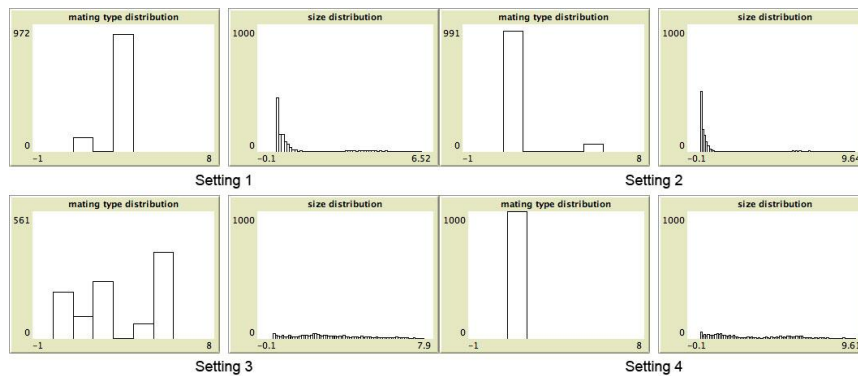 mating type distribution
972
0
-1
8
size distribution
1000
0
-0.1
6.52
Setting 1
mating type distribution
991
0
-1
8
size distribution
1000
0
-0.1
9.64
Setting 2
mating type distribution
561
0
-1
8
size distribution
1000
0
-0.1
7.9
Setting 3
mating type distribution
1000
0
-1
8
size distribution
1000
0
-0.1
9.61
Setting 4